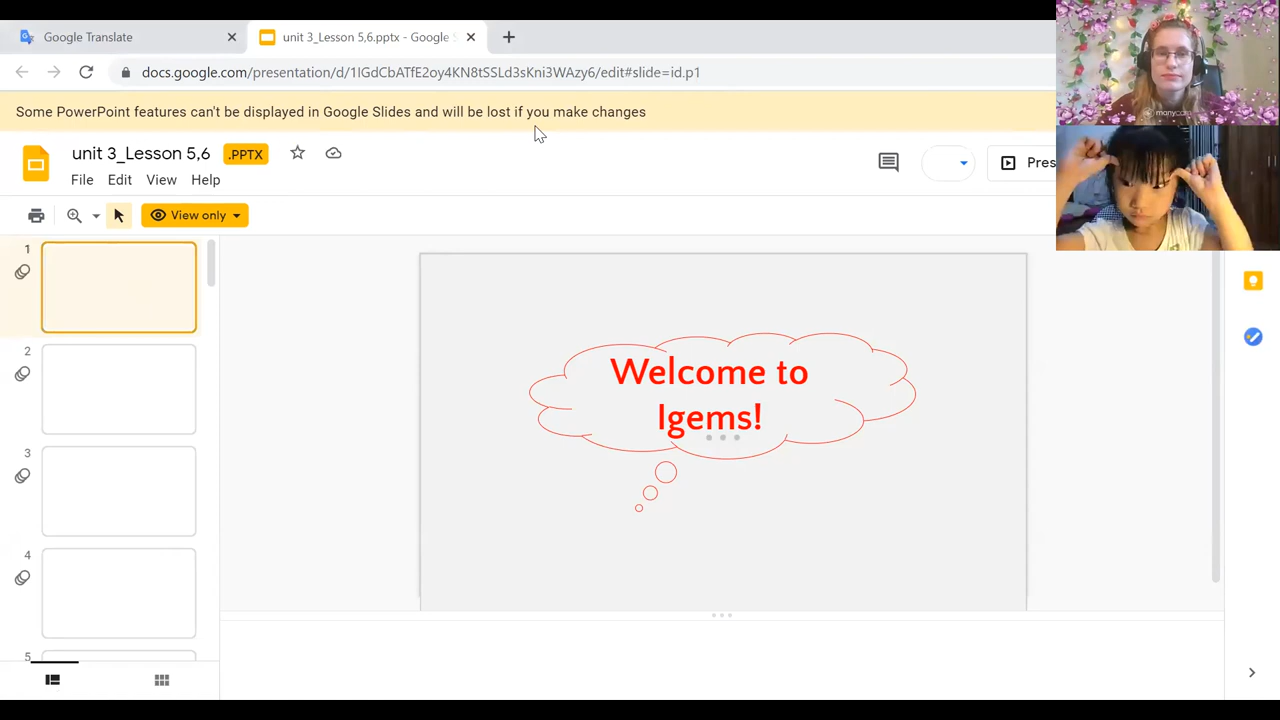 Google Translate
unit 3_Lesson 5,6.pptx - Google S
docs.google.com/presentation/d/1IGdCbATfE2oy4KN8tSSLd3sKni3WAzy6/edit#slide=id.p1
Some PowerPoint features can't be displayed in Google Slides and will be lost if you make changes
unit 3_Lesson 5,6 .PPTX
File Edit View Help
Pres
View only
1
2
3
4
5
Welcome to
Igems!
manycam